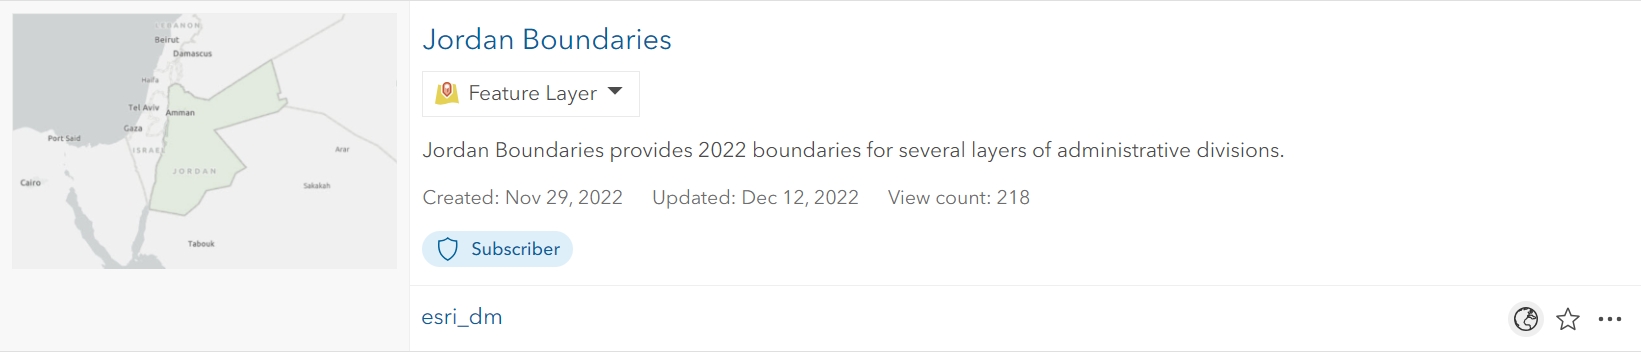 LEBANON
Beirut
Damascus
Haifa
Tel Aviv
Amman
Gaza
Port Said
ISRAEL
Arar
JORDAN
Cairo
Sakakah
Tabouk
Jordan Boundaries
Feature Layer
Jordan Boundaries provides 2022 boundaries for several layers of administrative divisions.
Created: Nov 29, 2022 Updated: Dec 12, 2022 View count: 218
Subscriber
esri_dm